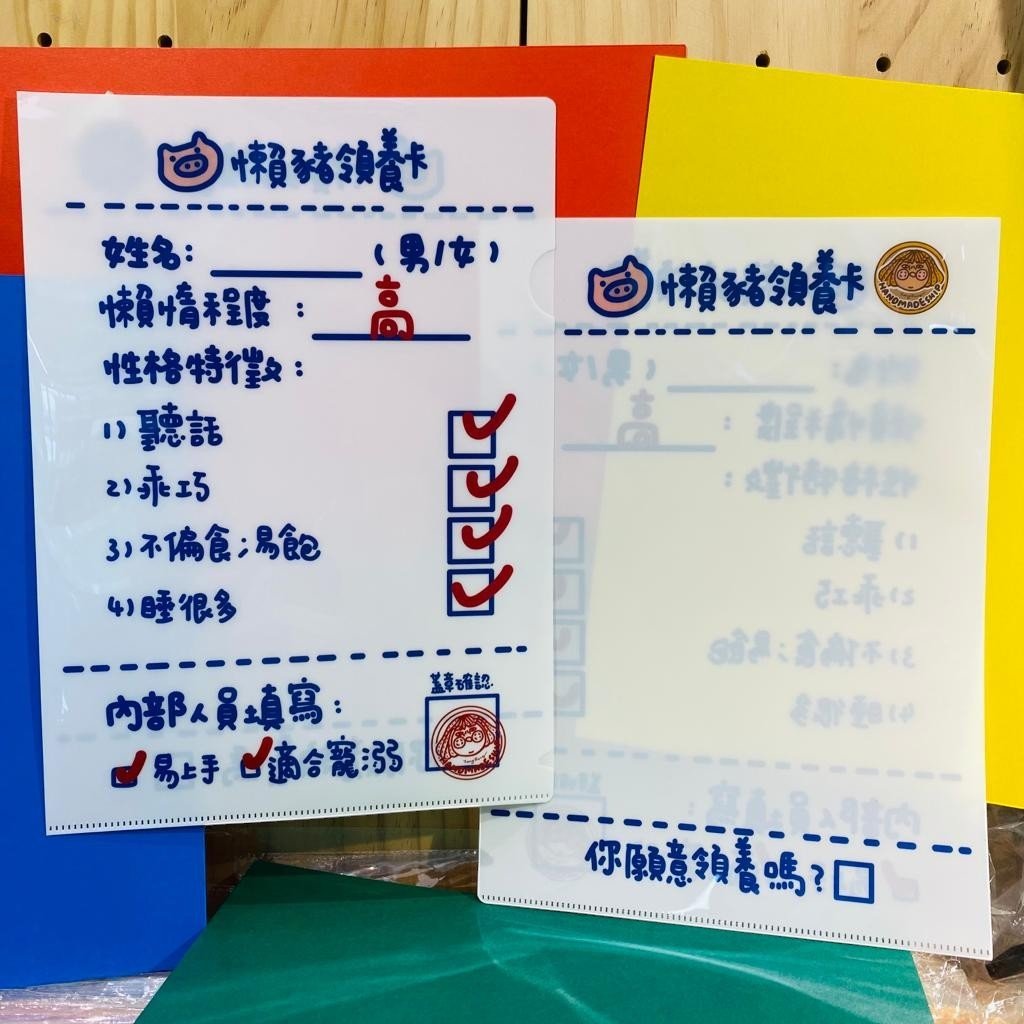 懶豬領養卡
姓名: (男/女)
懶惰程度: 高
性格特徵:
1) 聽話
2) 乖巧
3) 不偏食;易飽
4) 睡很多
內部人員填寫:
蓋章確認.
易上手 適合寵溺
懶豬領養卡
HANDMADESHIP
你願意領養嗎?